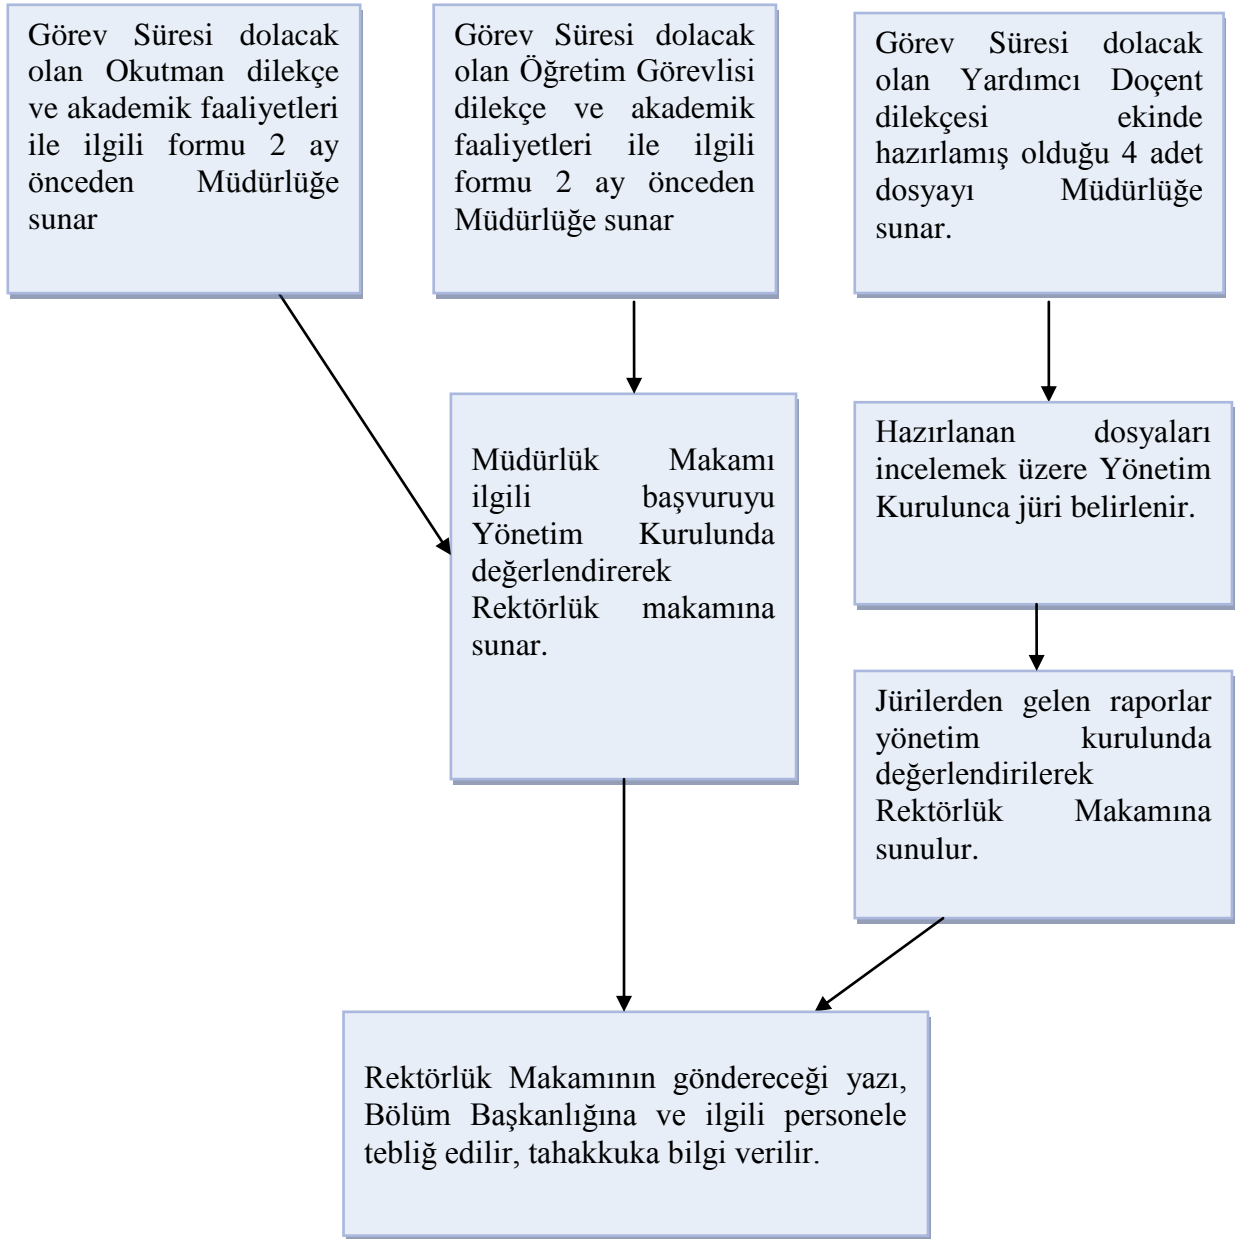 Görev Süresi dolacak
olan Okutman dilekçe
ve akademik faaliyetleri
ile ilgili formu 2 ay
önceden Müdürlüğe
sunar
Görev Süresi dolacak
olan Öğretim Görevlisi
dilekçe ve akademik
faaliyetleri ile ilgili
formu 2 ay önceden
Müdürlüğe sunar
Görev Süresi dolacak
olan Yardımcı Doçent
dilekçesi ekinde
hazırlamış olduğu 4 adet
dosyayı Müdürlüğe
sunar.
Müdürlük Makamı
ilgili başvuruyu
Yönetim Kurulunda
değerlendirerek
Rektörlük makamına
sunar.
Hazırlanan dosyaları
incelemek üzere Yönetim
Kurulunca jüri belirlenir.
Jürilerden gelen raporlar
yönetim kurulunda
değerlendirilerek
Rektörlük Makamına
sunulur.
Rektörlük Makamının göndereceği yazı,
Bölüm Başkanlığına ve ilgili personele
tebliğ edilir, tahakkuka bilgi verilir.